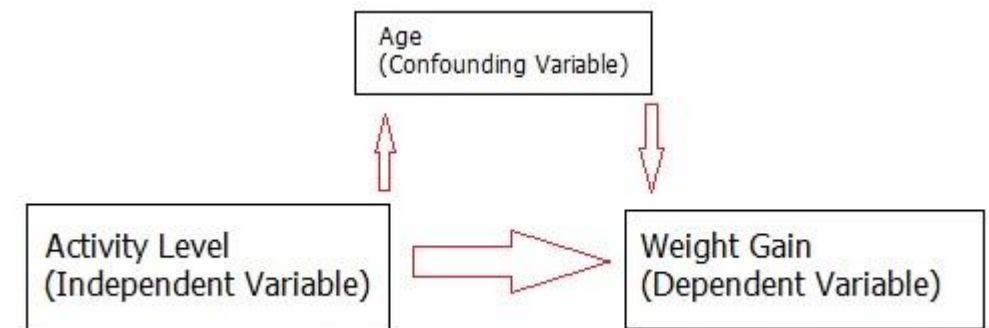 Age
(Confounding Variable)
Activity Level
(Independent Variable)
Weight Gain
(Dependent Variable)